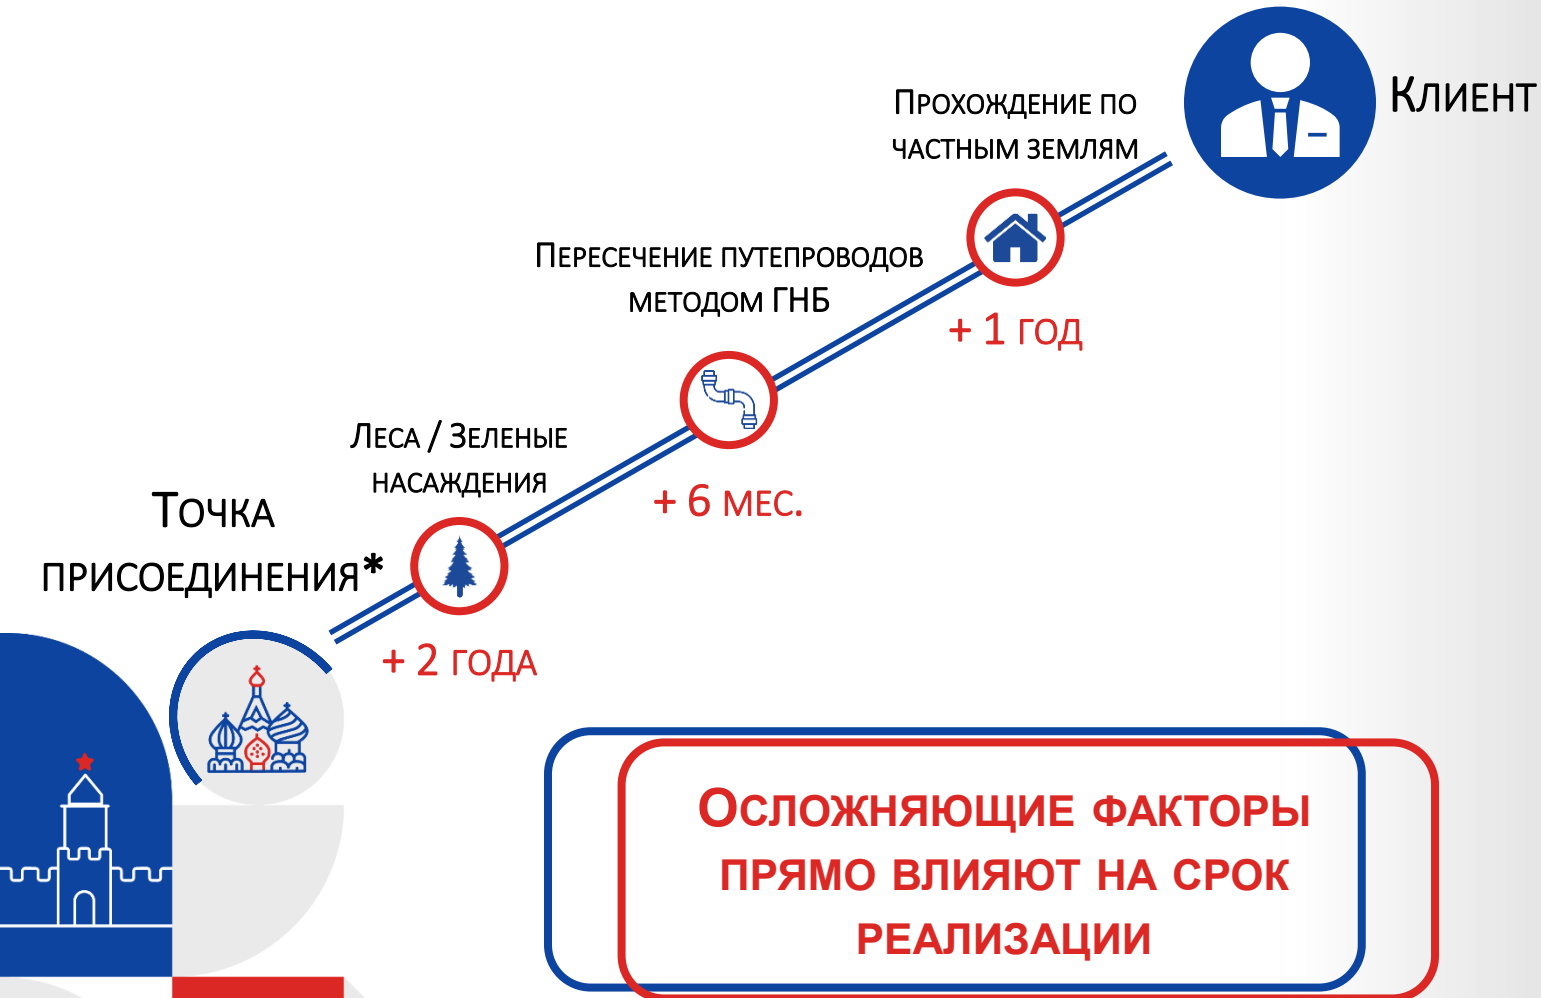 Клиент
Прохождение по
частным землям
+ 1 год
Пересечение путепроводов
методом ГНБ
+ 6 мес.
Леса / Зеленые
насаждения
+ 2 года
Точка
присоединения*
Осложняющие факторы
прямо влияют на срок
реализации